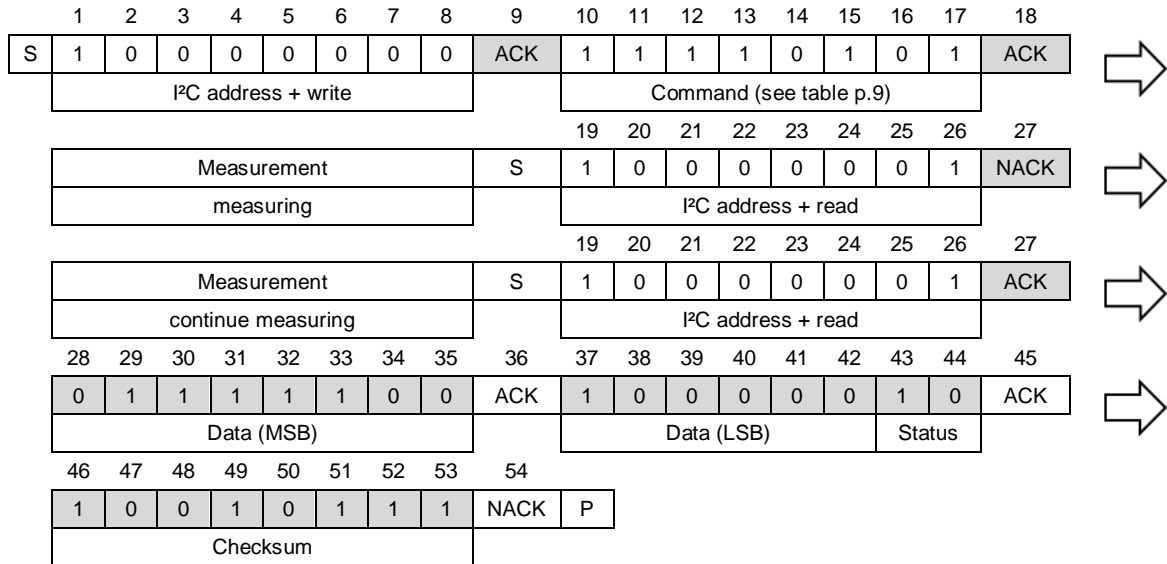 1 2 3 4 5 6 7 8 9 10 11 12 13 14 15 16 17 18
S 1 0 0 0 0 0 0 0 ACK 1 1 1 1 0 1 0 1 ACK
I²C address + write Command (see table p.9)
19 20 21 22 23 24 25 26 27
Measurement S 1 0 0 0 0 0 0 1 NACK
measuring I²C address + read
19 20 21 22 23 24 25 26 27
Measurement S 1 0 0 0 0 0 0 1 ACK
continue measuring I²C address + read
28 29 30 31 32 33 34 35 36 37 38 39 40 41 42 43 44 45
0 1 1 1 1 1 0 0 ACK 1 0 0 0 0 0 1 0 ACK
Data (MSB) Data (LSB) Status
46 47 48 49 50 51 52 53 54
1 0 0 1 0 1 1 1 NACK P
Checksum